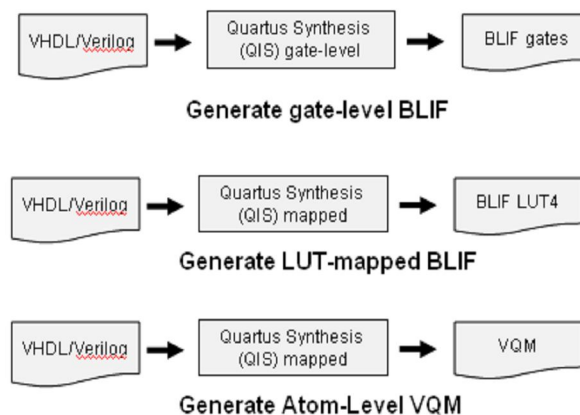 VHDL/Verilog
Quartus Synthesis
(QIS) gate-level
BLIF gates
Generate gate-level BLIF
VHDL/Verilog
Quartus Synthesis
(QIS) mapped
BLIF LUT4
Generate LUT-mapped BLIF
VHDL/Verilog
Quartus Synthesis
(QIS) mapped
VQM
Generate Atom-Level VQM